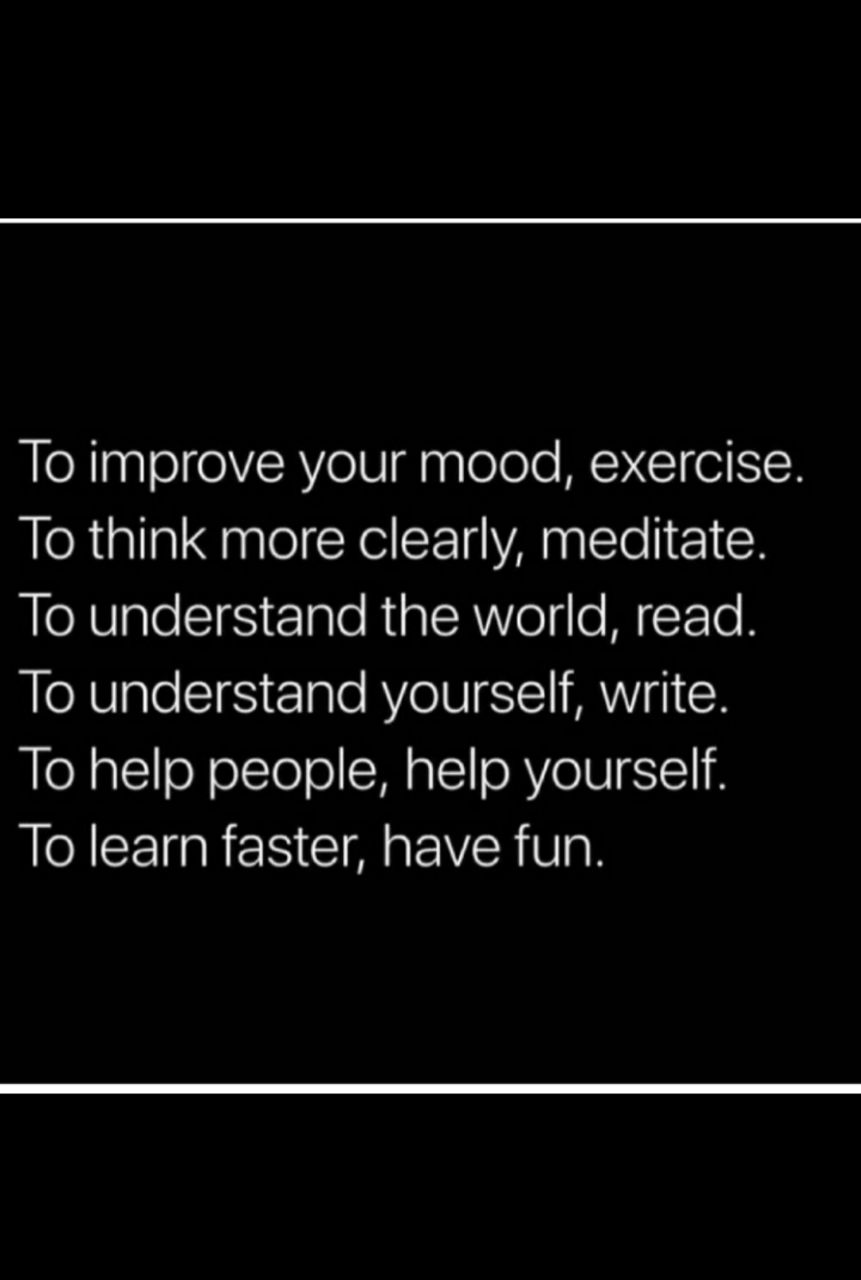 To improve your mood, exercise.
To think more clearly, meditate.
To understand the world, read.
To understand yourself, write.
To help people, help yourself.
To learn faster, have fun.